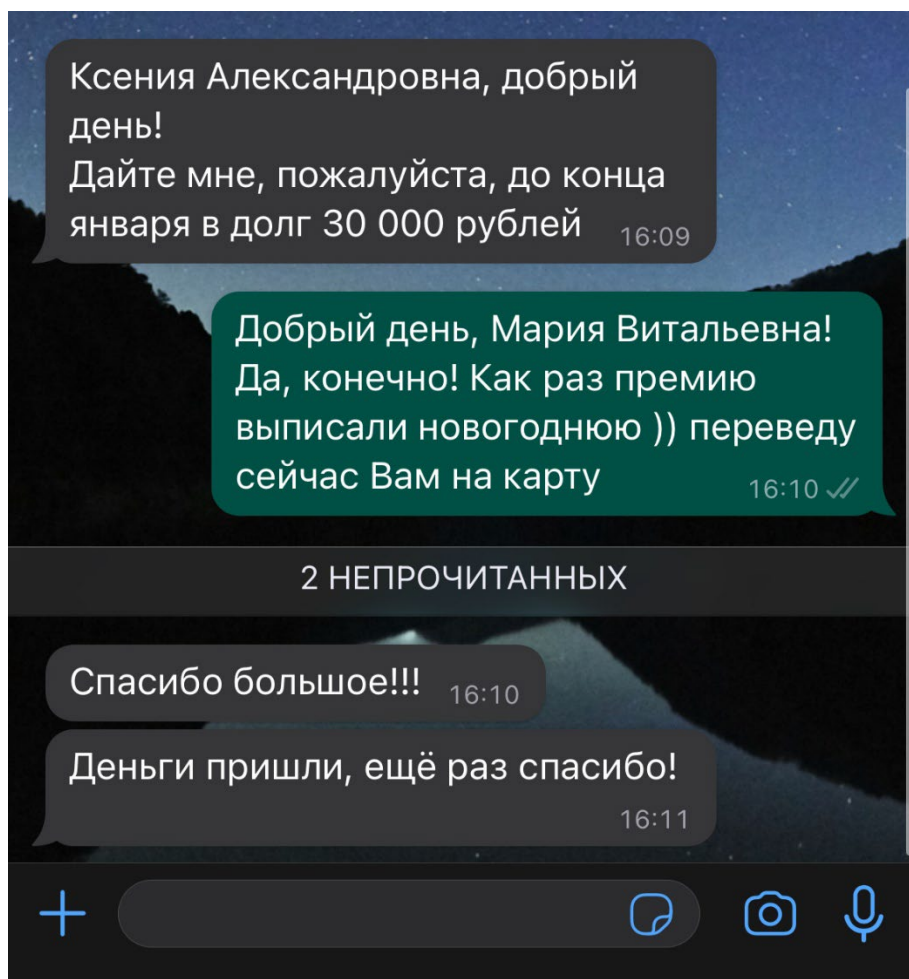 Ксения Александровна, добрый
день!
Дайте мне, пожалуйста, до конца
января в долг 30 000 рублей 16:09
Добрый день, Мария Витальевна!
Да, конечно! Как раз премию
выписали новогоднюю )) переведу
сейчас Вам на карту 16:10
2 НЕПРОЧИТАННЫХ
Спасибо большое!!! 16:10
Деньги пришли, ещё раз спасибо!
16:11